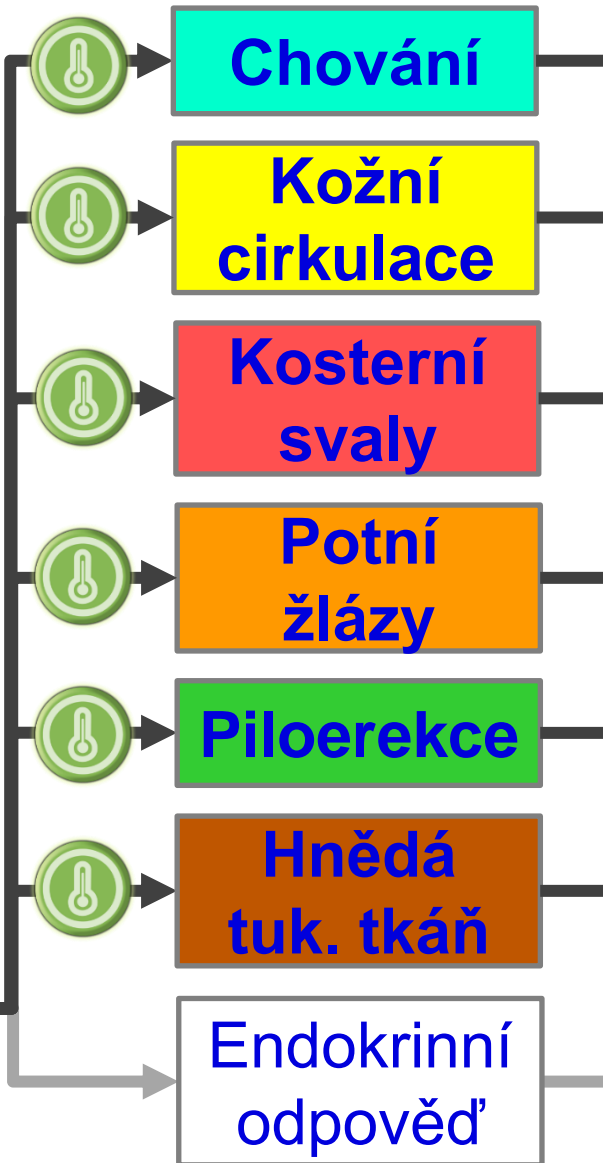 Chování
Kožní
cirkulace
Kosterní
svaly
Potní
žlázy
Piloerekce
Hnědá
tuk. tkáň
Endokrinní
odpověď